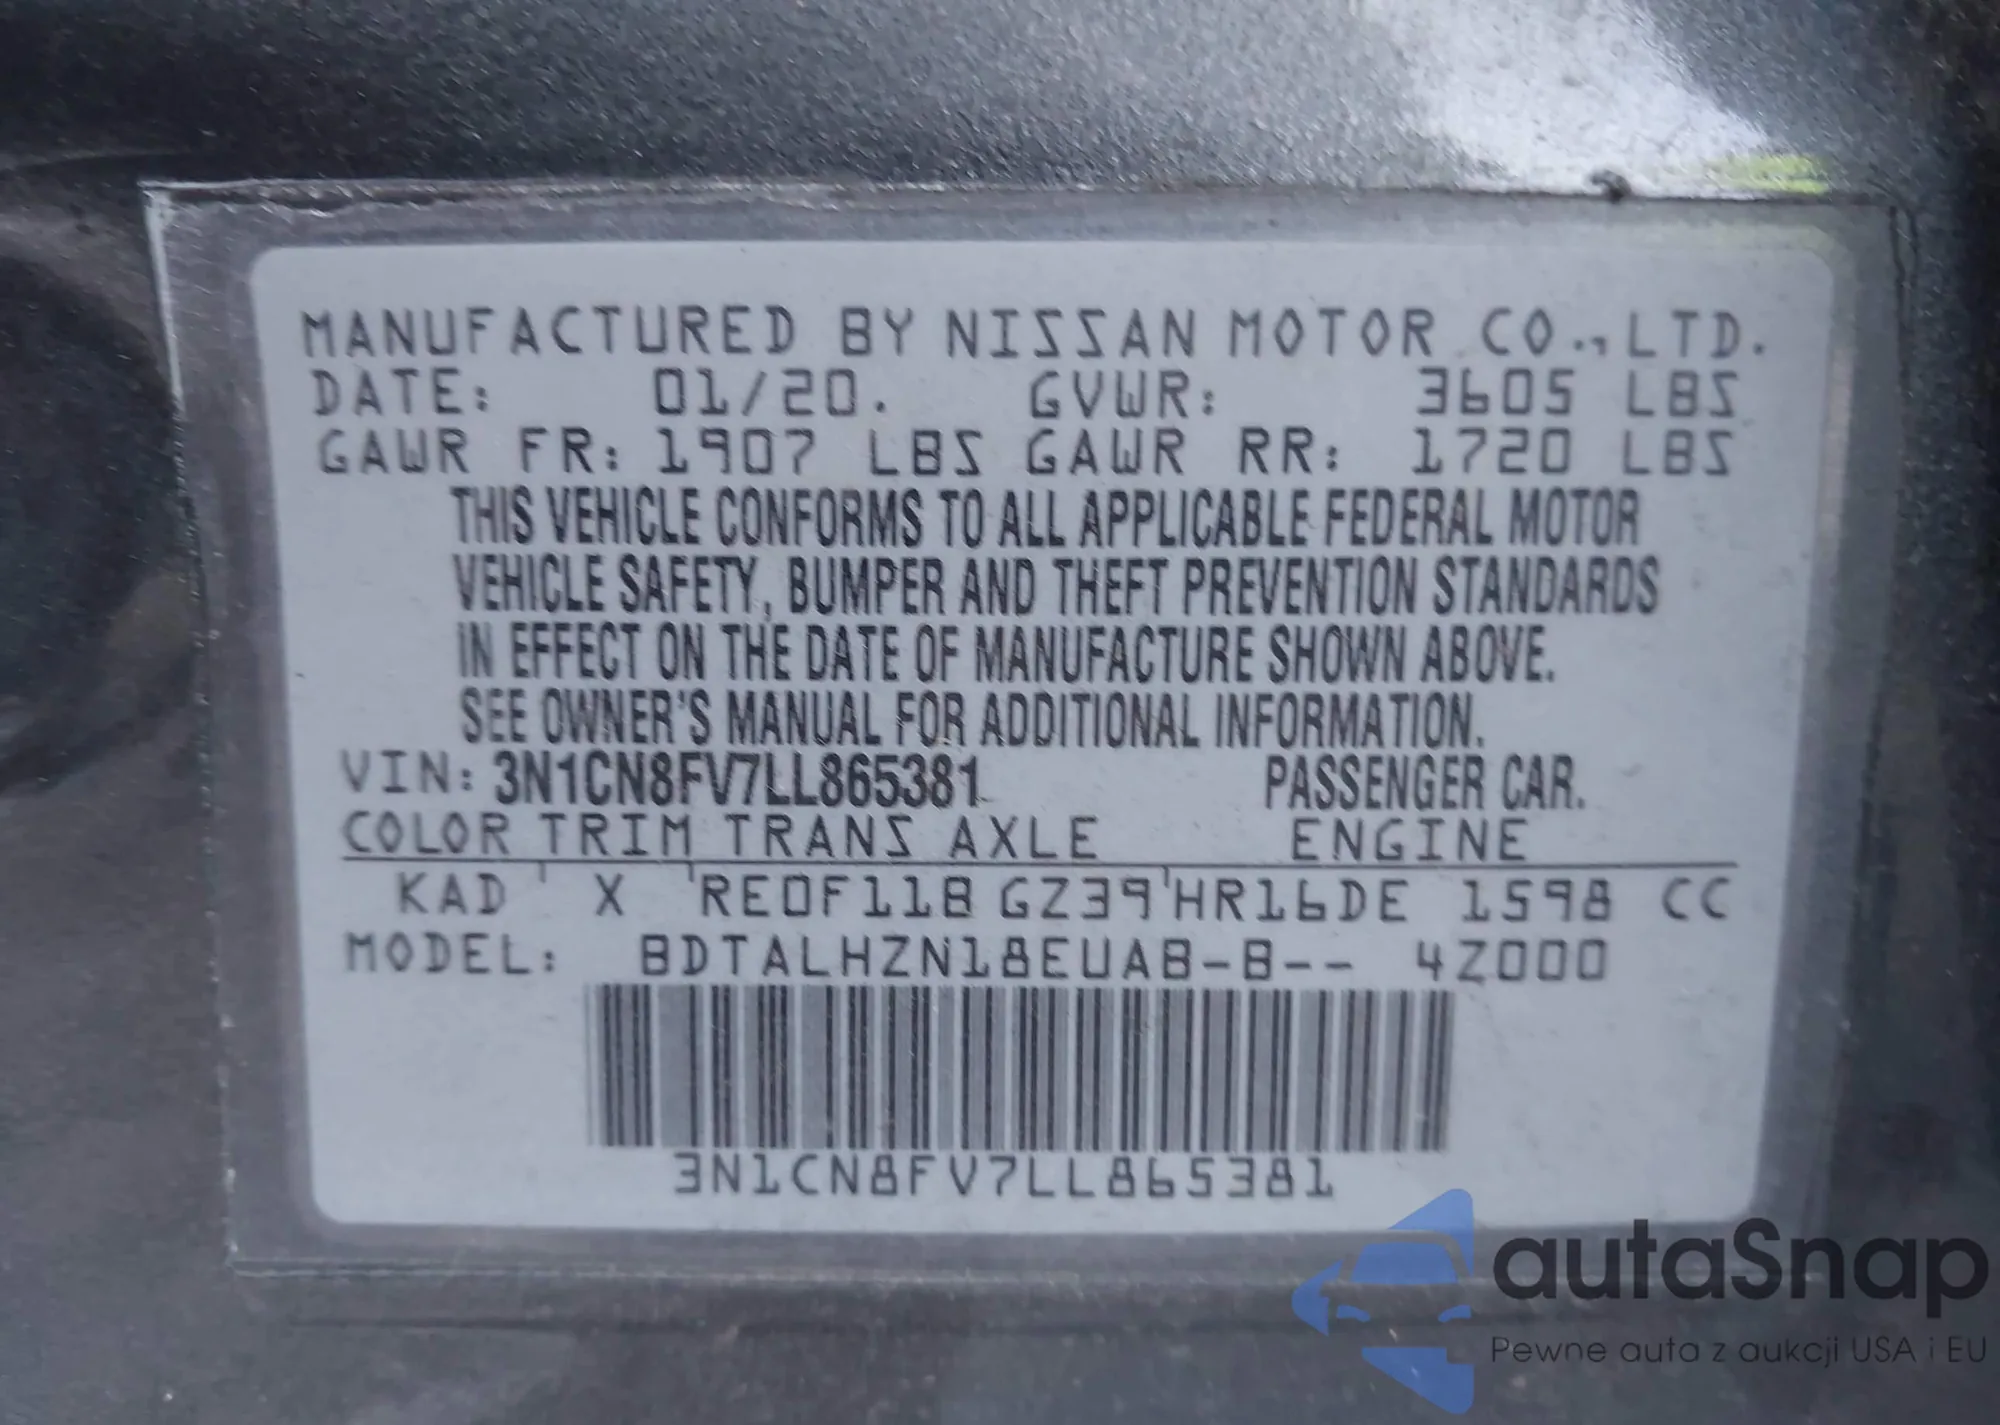 MANUFACTURED BY NISSAN MOTOR CO., LTD.
DATE: 01/20. GVWR: 3605 LBS
GAWR FR: 1907 LBS GAWR RR: 1720 LBS
THIS VEHICLE CONFORMS TO ALL APPLICABLE FEDERAL MOTOR
VEHICLE SAFETY, BUMPER AND THEFT PREVENTION STANDARDS
IN EFFECT ON THE DATE OF MANUFACTURE SHOWN ABOVE.
SEE OWNER'S MANUAL FOR ADDITIONAL INFORMATION.
VIN: 3N1CN8FV7LL865381 PASSENGER CAR.
COLOR TRIM TRANS AXLE ENGINE
KAD X RE0F11B GZ39 HR16DE 1598 CC
MODEL: BDTALHZN18EUAB-B-- 4Z000
3N1CN8FV7LL865381
autaSnap
Pewne auta z aukcji USA i EU